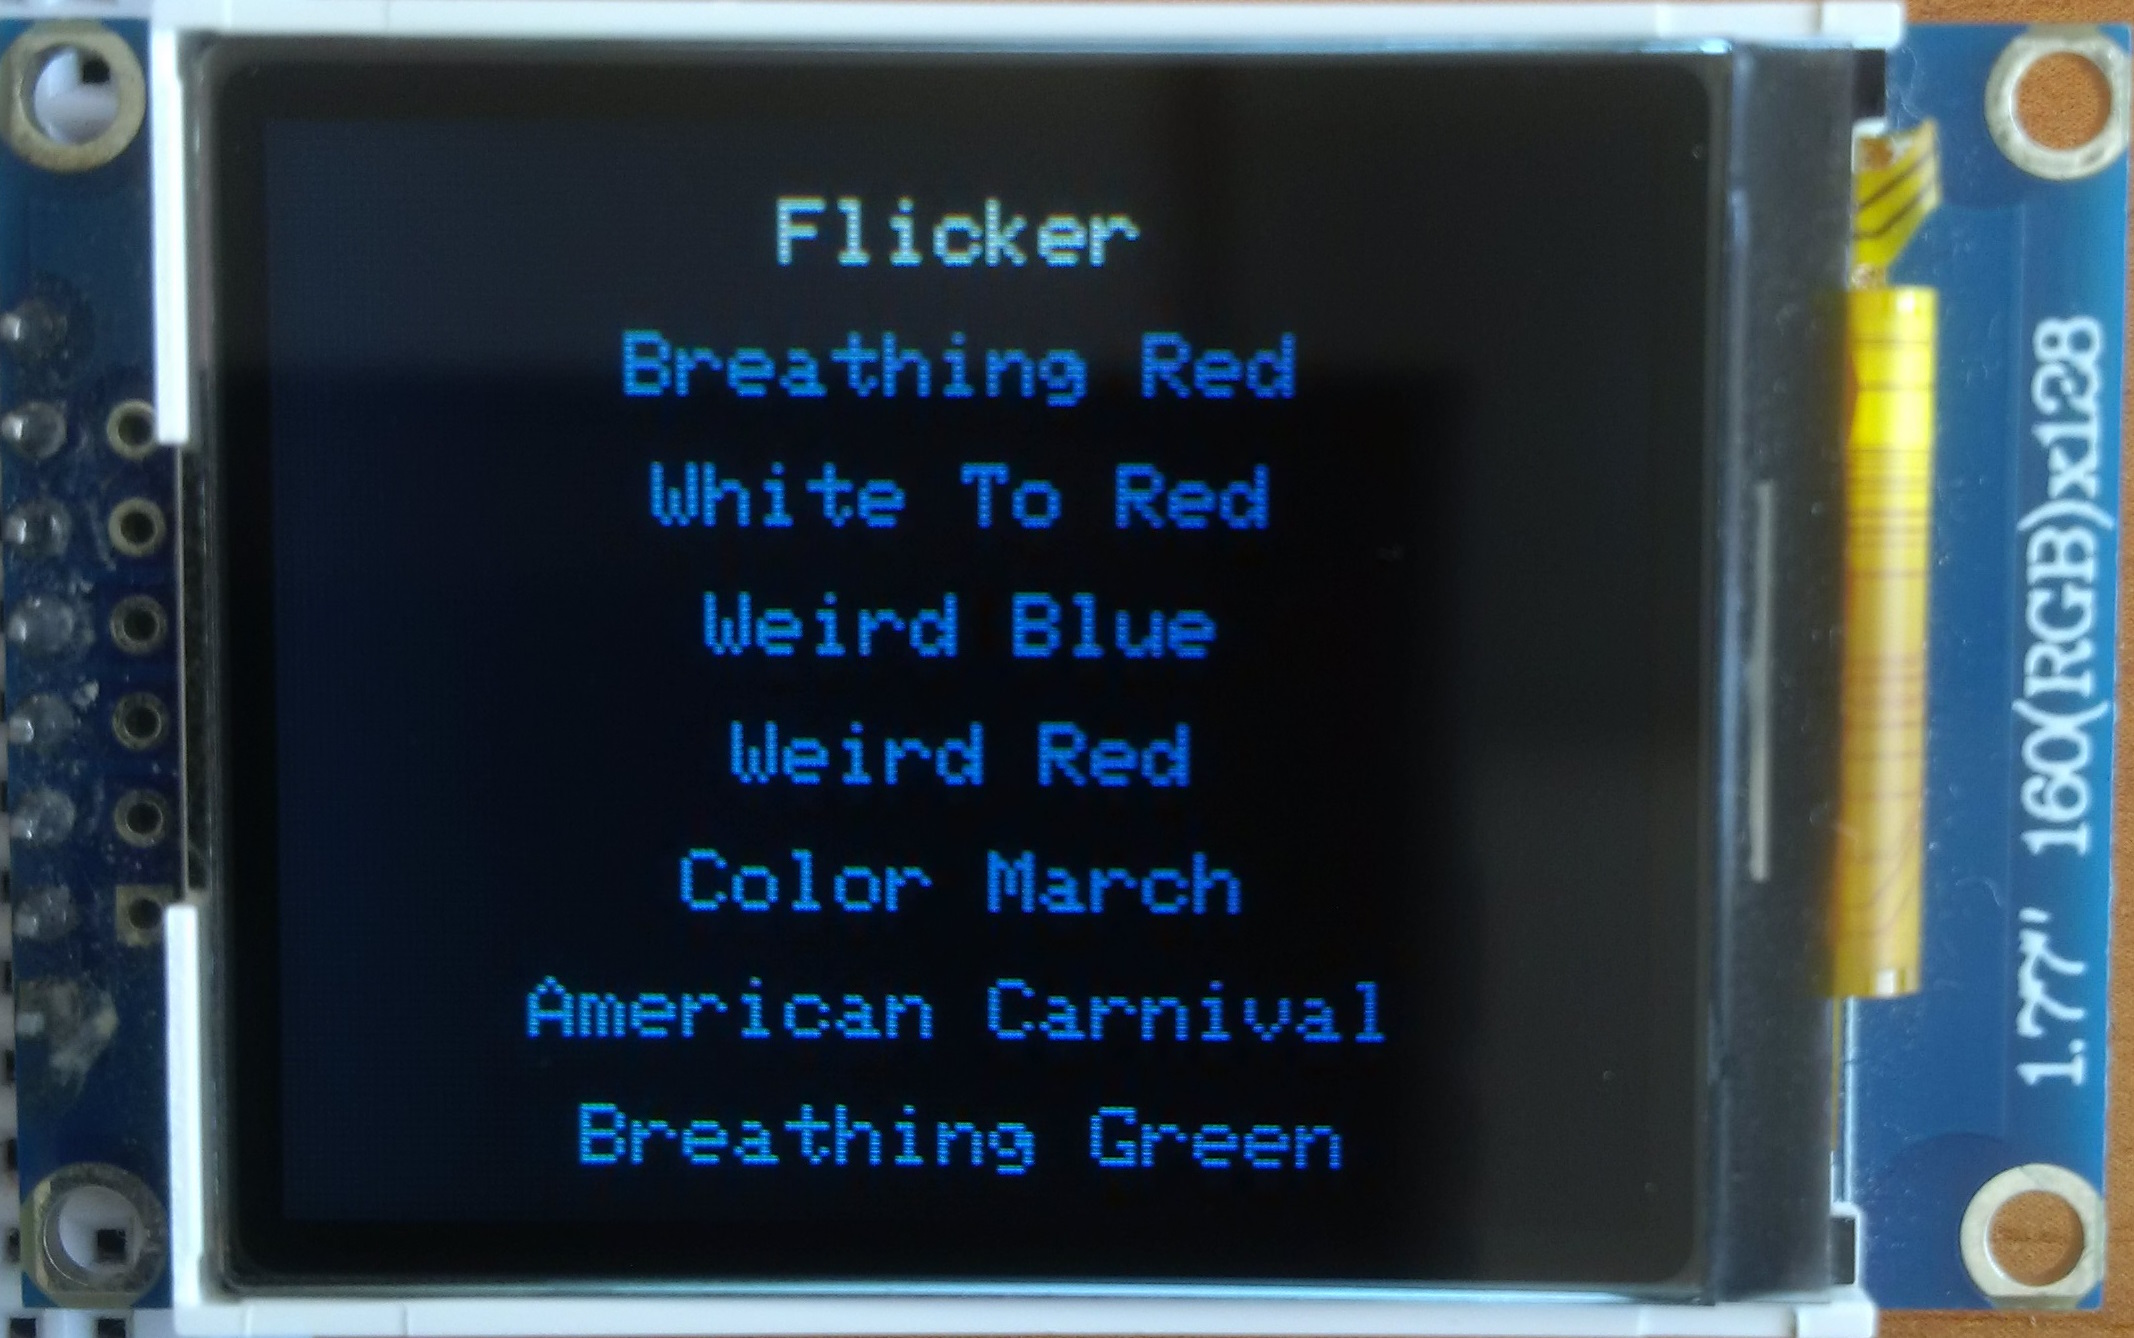 Flicker
Breathing Red
White To Red
Weird Blue
Weird Red
Color March
American Carnival
Breathing Green
1.77" 160(RGB)x128